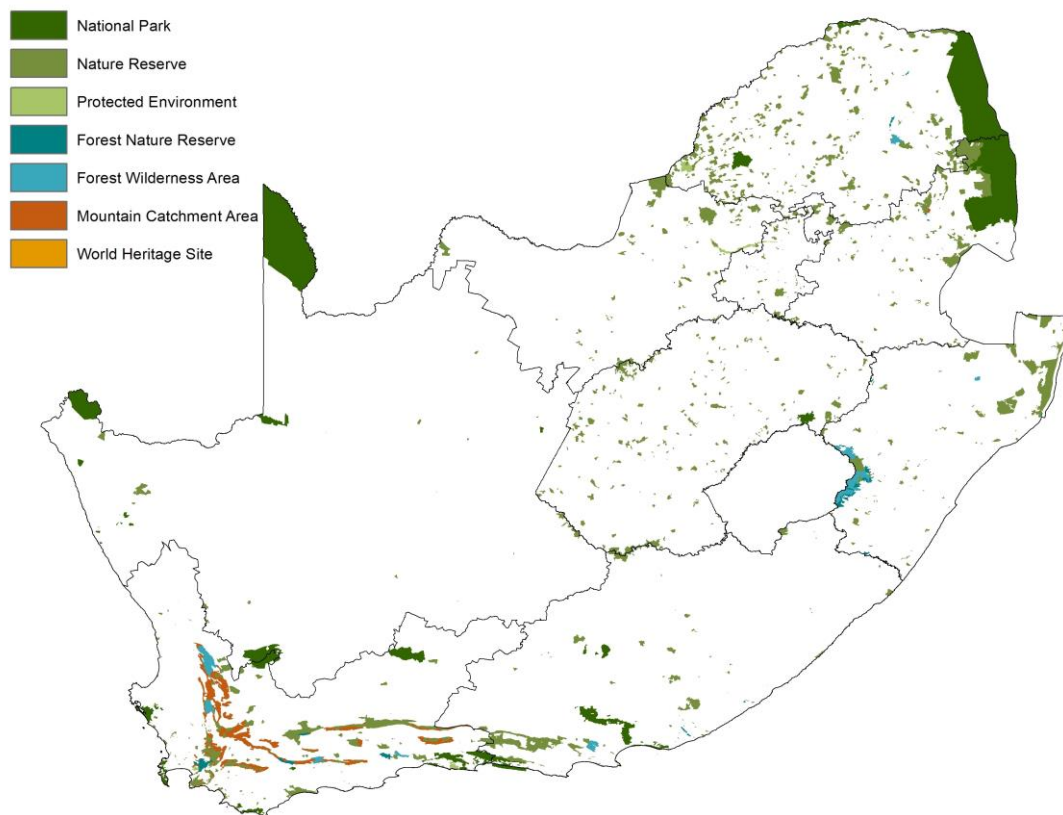 National Park
Nature Reserve
Protected Environment
Forest Nature Reserve
Forest Wilderness Area
Mountain Catchment Area
World Heritage Site